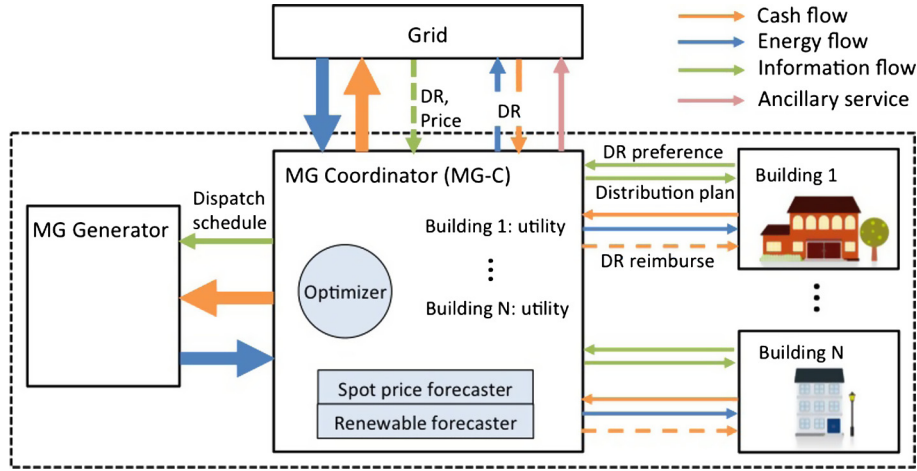 Grid
Cash flow
Energy flow
Information flow
Ancillary service
DR,
Price
DR
MG Coordinator (MG-C)
DR preference
Distribution plan
Building 1
MG Generator
Dispatch
schedule
Building 1: utility
DR reimburse
Optimizer
Building N: utility
Building N
Spot price forecaster
Renewable forecaster